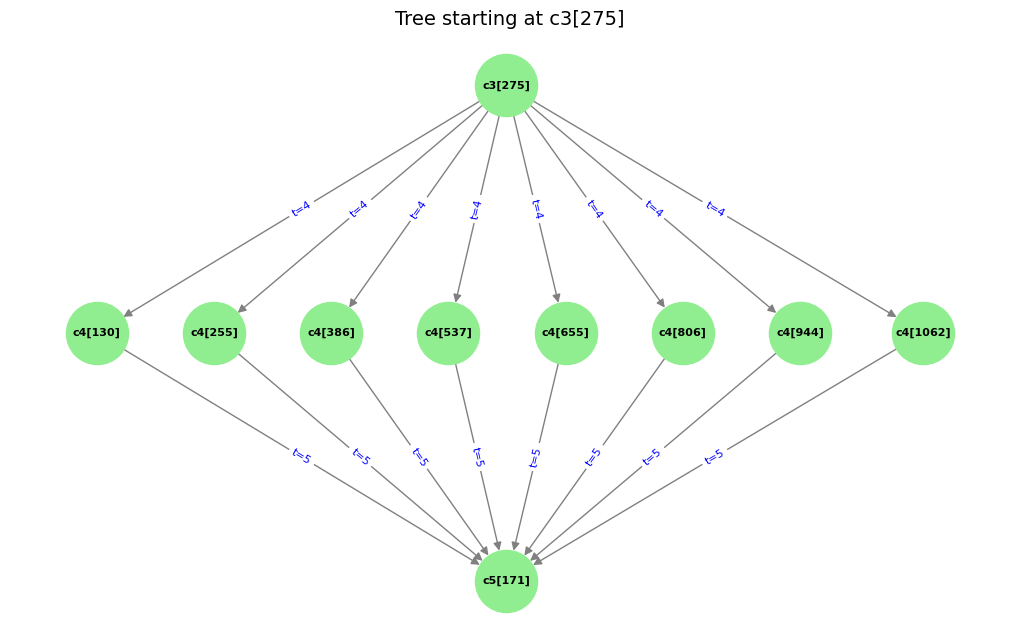 Tree starting at c3[275]
c3[275]
t=4 t=4 t=4 t=4 t=4 t=4 t=4 t=4
c4[130] c4[255] c4[386] c4[537] c4[655] c4[806] c4[944] c4[1062]
t=5 t=5 t=5 t=5 t=5 t=5 t=5 t=5
c5[171]